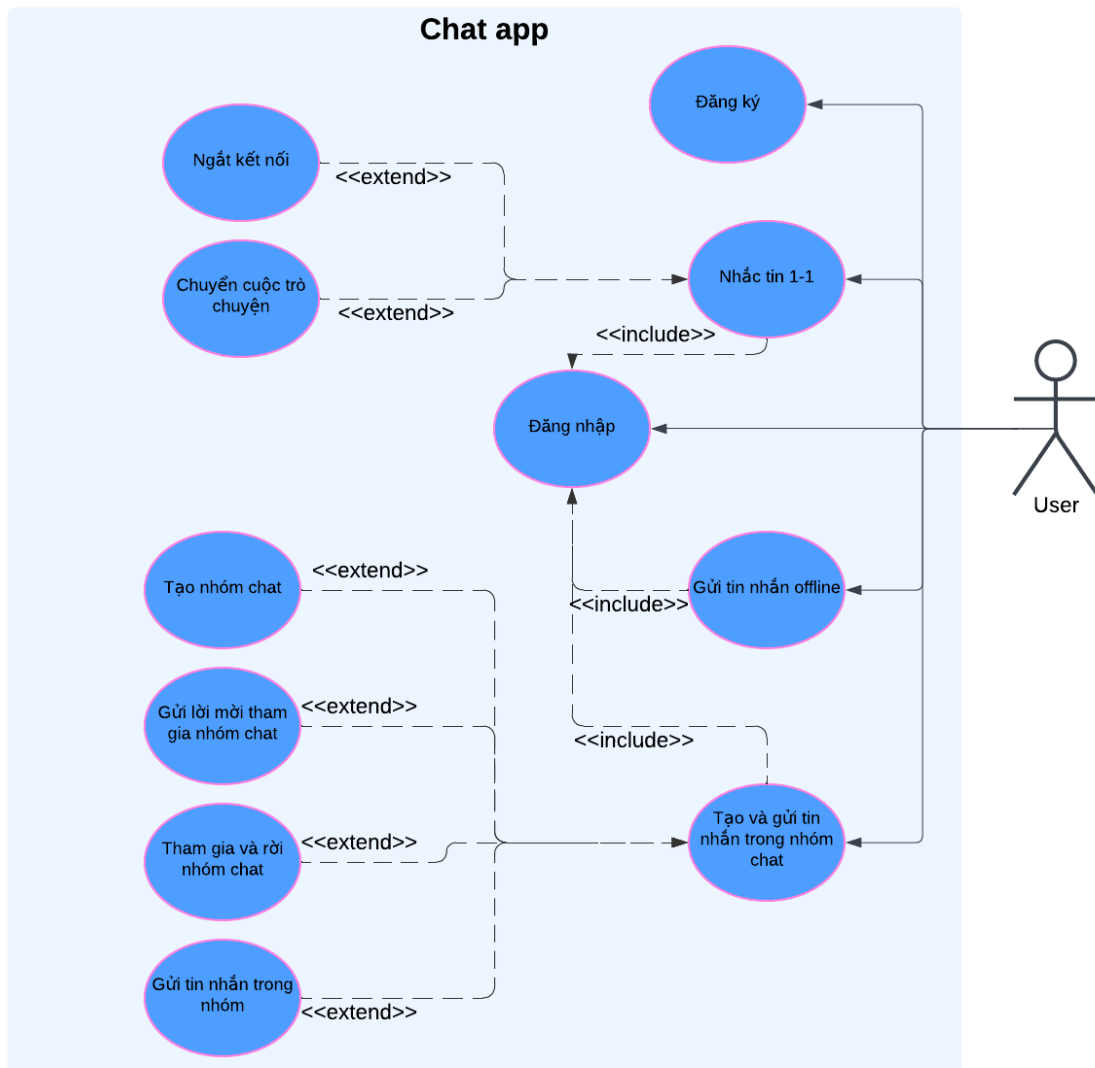 Chat app
Đăng ký
Ngắt kết nối
<<extend>>
Chuyển cuộc trò
chuyện
<<extend>>
Nhắc tin 1-1
<<include>>
Đăng nhập
User
Tạo nhóm chat
<<extend>>
Gửi tin nhắn offline
<<include>>
Gửi lời mời tham
gia nhóm chat
<<extend>>
<<include>>
Tham gia và rời
nhóm chat
<<extend>>
Tạo và gửi tin
nhắn trong nhóm
chat
Gửi tin nhắn trong
nhóm
<<extend>>